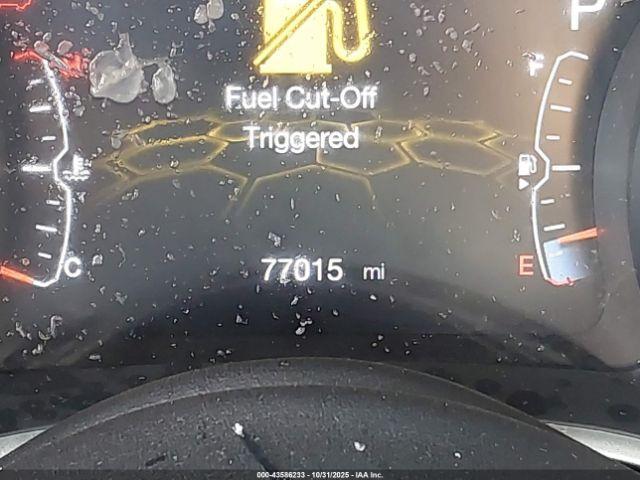 P
Fuel Cut-Off
Triggered
F
C
77015 mi
E
000-43586233 - 10/31/2025 - IAA Inc.